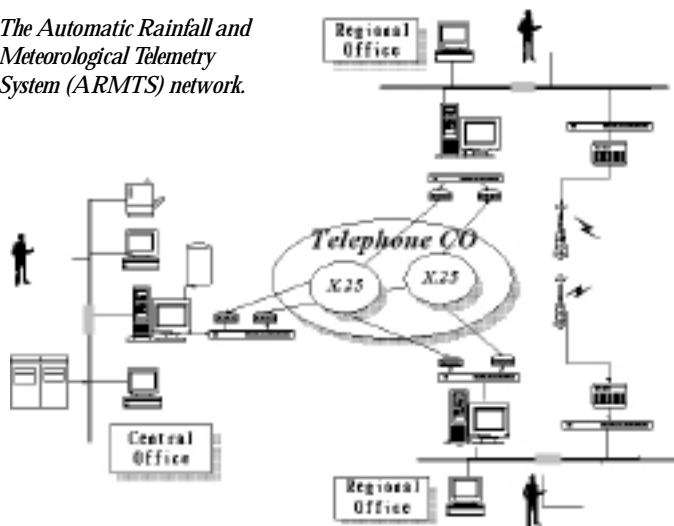 The Automatic Rainfall and
Meteorological Telemetry
System (ARMTS) network.
Regional
Office
Telephone CO
X.25
X.25
Central
Office
Regional
Office